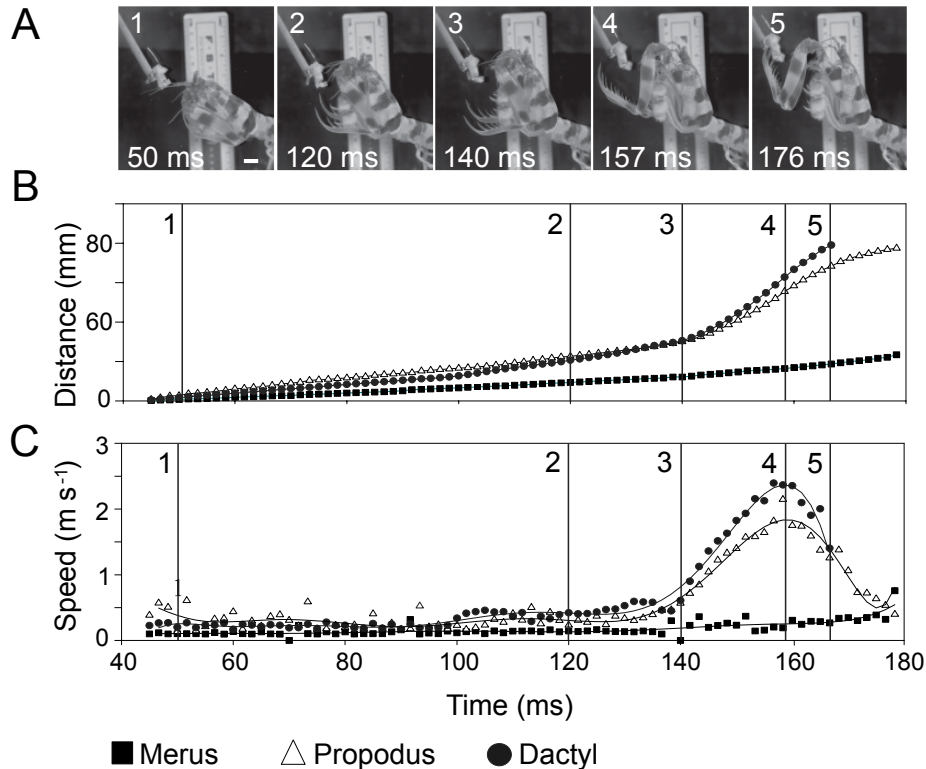 A
1 2 3 4 5
50 ms 120 ms 140 ms 157 ms 176 ms
B
1 2 3 4 5
80
60
0
Distance (mm)
C
1 2 3 4 5
3
2
1
0
Speed (m s⁻¹)
40 60 80 100 120 140 160 180
Time (ms)
Merus Propodus Dactyl